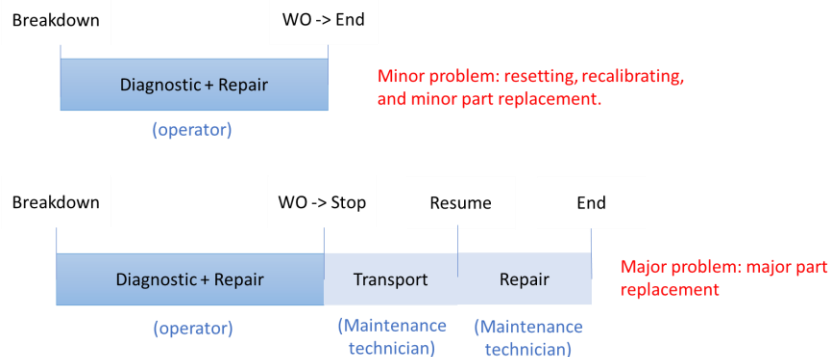 Breakdown
WO -> End
Diagnostic + Repair
Minor problem: resetting, recalibrating,
and minor part replacement.
(operator)
Breakdown
WO -> Stop
Resume
End
Diagnostic + Repair
Transport
Repair
Major problem: major part
replacement
(operator)
(Maintenance
technician)
(Maintenance
technician)